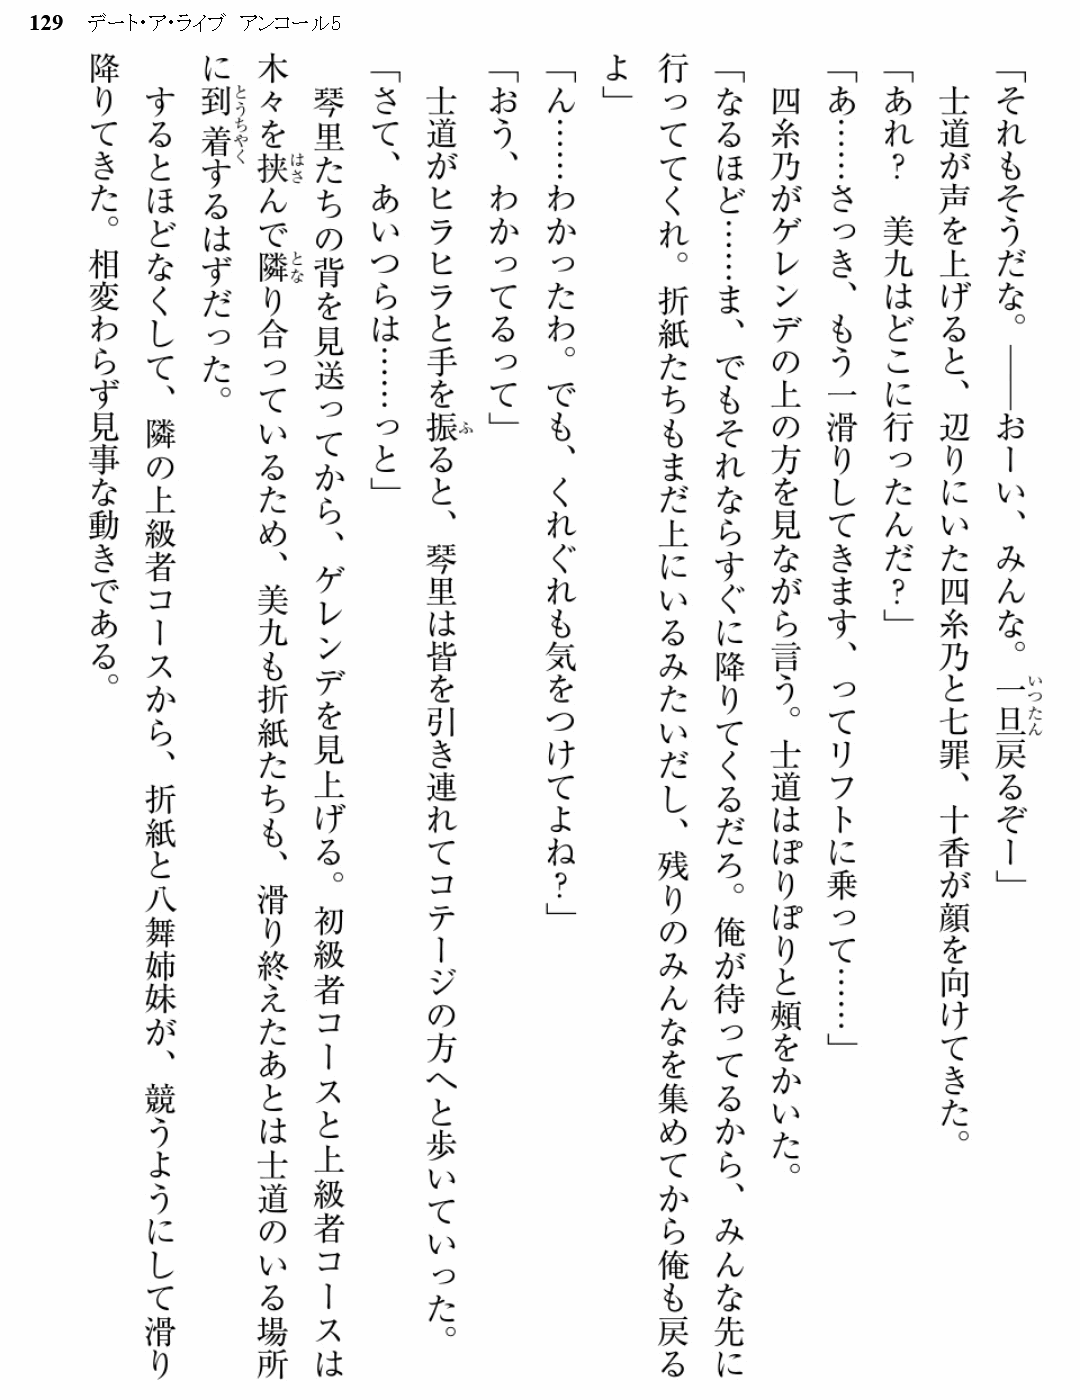 129 デート・ア・ライブ アンコール5
「それもそうだな。――おーい、みんな。一旦戻るぞー」
士道が声を上げると、辺りにいた四糸乃と七罪、十香が顔を向けてきた。
「あれ？ 美九はどこに行ったんだ？」
「あ……さっき、もう一滑りしてきます、ってリフトに乗って……」
四糸乃がゲレンデの上の方を見ながら言う。士道はぽりぽりと頰をかいた。
「なるほど……ま、でもそれならすぐに降りてくるだろ。俺が待ってるから、みんな先に
行っててくれ。折紙たちもまだ上にいるみたいだし、残りのみんなを集めてから俺も戻る
よ」
「ん……わかったわ。でも、くれぐれも気をつけてよね？」
「おう、わかってるって」
士道がヒラヒラと手を振ると、琴里は皆を引き連れてコテージの方へと歩いていった。
「さて、あいつらは……っと」
琴里たちの背を見送ってから、ゲレンデを見上げる。初級者コースと上級者コースは
木々を挟んで隣り合っているため、美九も折紙たちも、滑り終えたあとは士道のいる場所
に到着するはずだった。
するとほどなくして、隣の上級者コースから、折紙と八舞姉妹が、競うようにして滑り
降りてきた。相変わらず見事な動きである。